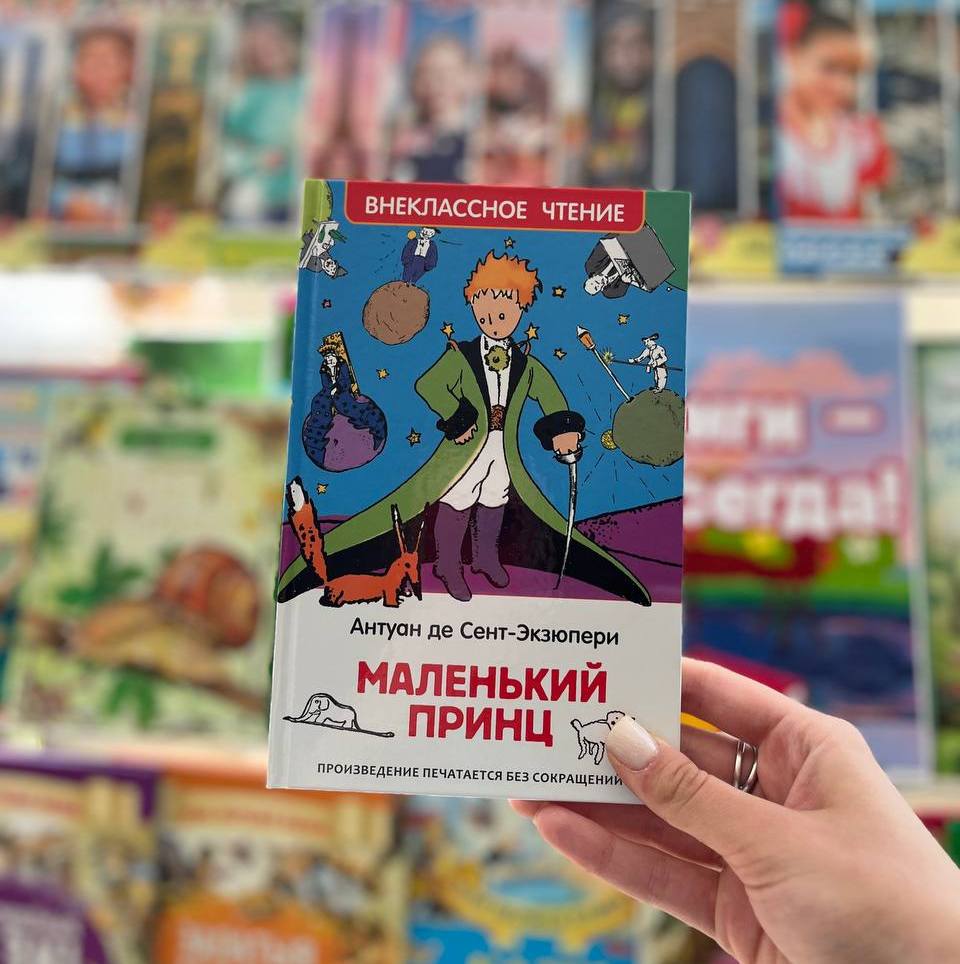 ВНЕКЛАССНОЕ ЧТЕНИЕ
Антуан де Сент-Экзюпери
МАЛЕНЬКИЙ
ПРИНЦ
ПРОИЗВЕДЕНИЕ ПЕЧАТАЕТСЯ БЕЗ СОКРАЩЕНИЙ